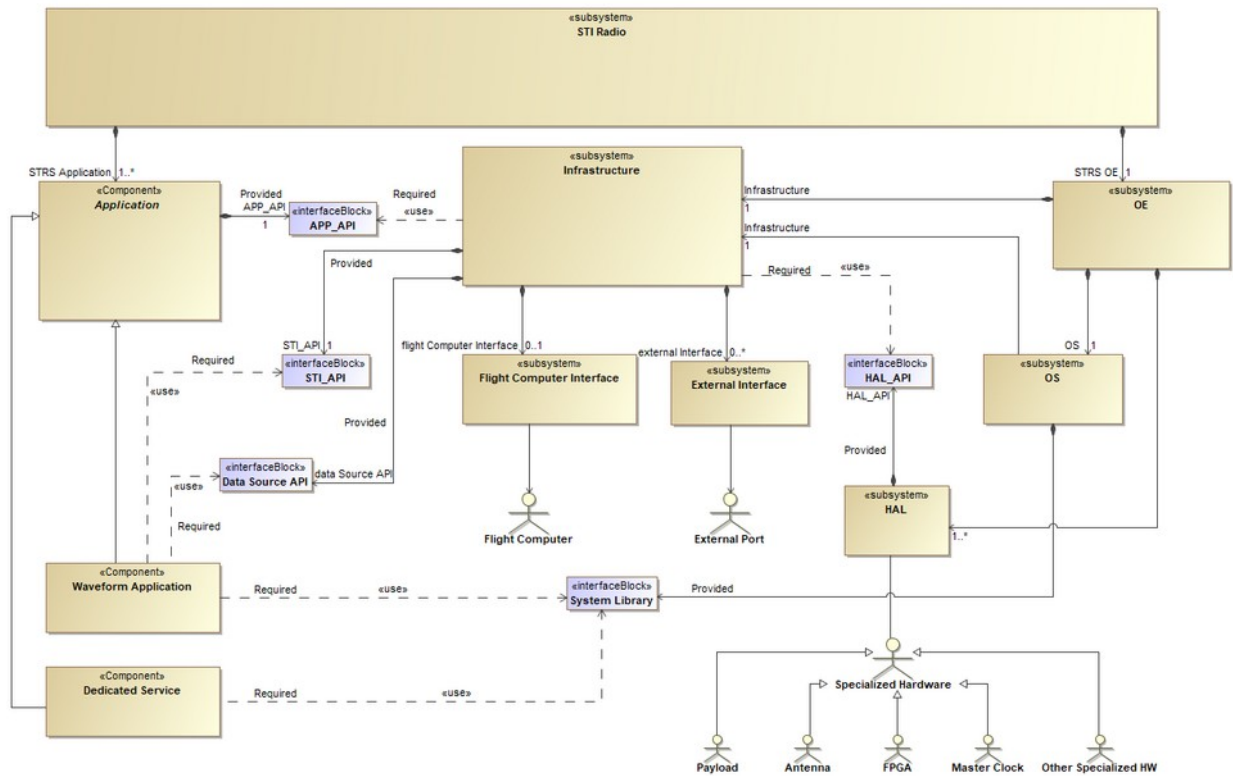 «subsystem»
STI Radio
STRS Application
1..*
STRS OE
1
«Component»
Application
Provided
APP_API
1
«interfaceBlock»
APP_API
Required
«use»
«subsystem»
Infrastructure
Infrastructure
1
Infrastructure
1
«subsystem»
OE
Provided
Required
«use»
STI_API
1
«interfaceBlock»
STI_API
Required
«use»
flight Computer Interface
0..1
«subsystem»
Flight Computer Interface
external Interface
0..*
«subsystem»
External Interface
«interfaceBlock»
HAL_API
HAL_API
OS
1
«subsystem»
OS
Provided
Provided
«interfaceBlock»
Data Source API
data Source API
«use»
Required
«subsystem»
HAL
1..*
Flight Computer
External Port
«Component»
Waveform Application
Required
«use»
«interfaceBlock»
System Library
Provided
«Component»
Dedicated Service
Required
«use»
Specialized Hardware
Payload
Antenna
FPGA
Master Clock
Other Specialized HW